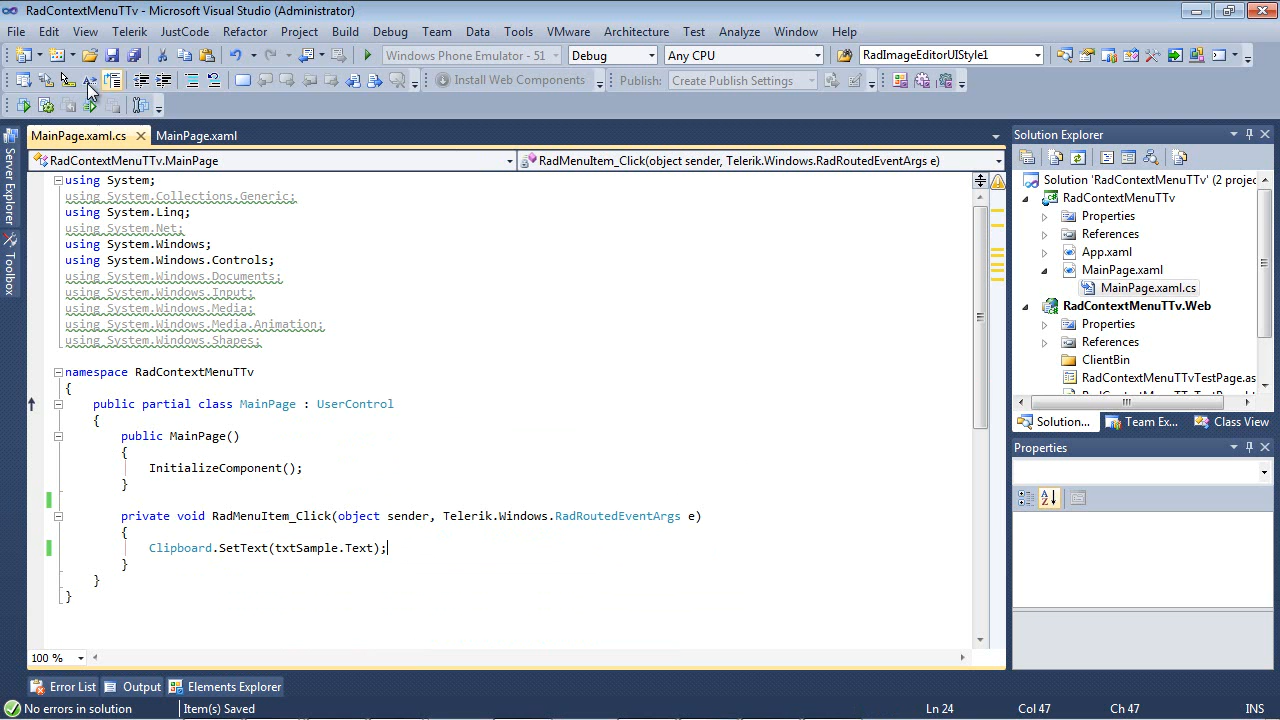 RadContextMenuTTv - Microsoft Visual Studio (Administrator)
File Edit View Telerik JustCode Refactor Project Build Debug Team Data Tools VMware Architecture Test Analyze Window Help
Windows Phone Emulator - 51 Debug Any CPU RadImageEditorUIStyle1
Install Web Components Publish: Create Publish Settings
MainPage.xaml.cs MainPage.xaml
RadContextMenuTTv.MainPage RadMenuItem_Click(object sender, Telerik.Windows.RadRoutedEventArgs e)
using System;
using System.Collections.Generic;
using System.Linq;
using System.Net;
using System.Windows;
using System.Windows.Controls;
using System.Windows.Documents;
using System.Windows.Input;
using System.Windows.Media;
using System.Windows.Media.Animation;
using System.Windows.Shapes;
namespace RadContextMenuTTv
{
public partial class MainPage : UserControl
{
public MainPage()
{
InitializeComponent();
}
private void RadMenuItem_Click(object sender, Telerik.Windows.RadRoutedEventArgs e)
{
Clipboard.SetText(txtSample.Text);
}
}
}
100 %
Server Explorer
Toolbox
Solution Explorer
Solution 'RadContextMenuTTv' (2 projec
RadContextMenuTTv
Properties
References
App.xaml
MainPage.xaml
MainPage.xaml.cs
RadContextMenuTTv.Web
Properties
References
ClientBin
RadContextMenuTTvTestPage.as
Solution... Team Ex... Class View
Properties
Error List Output Elements Explorer
No errors in solution Item(s) Saved Ln 24 Col 47 Ch 47 INS